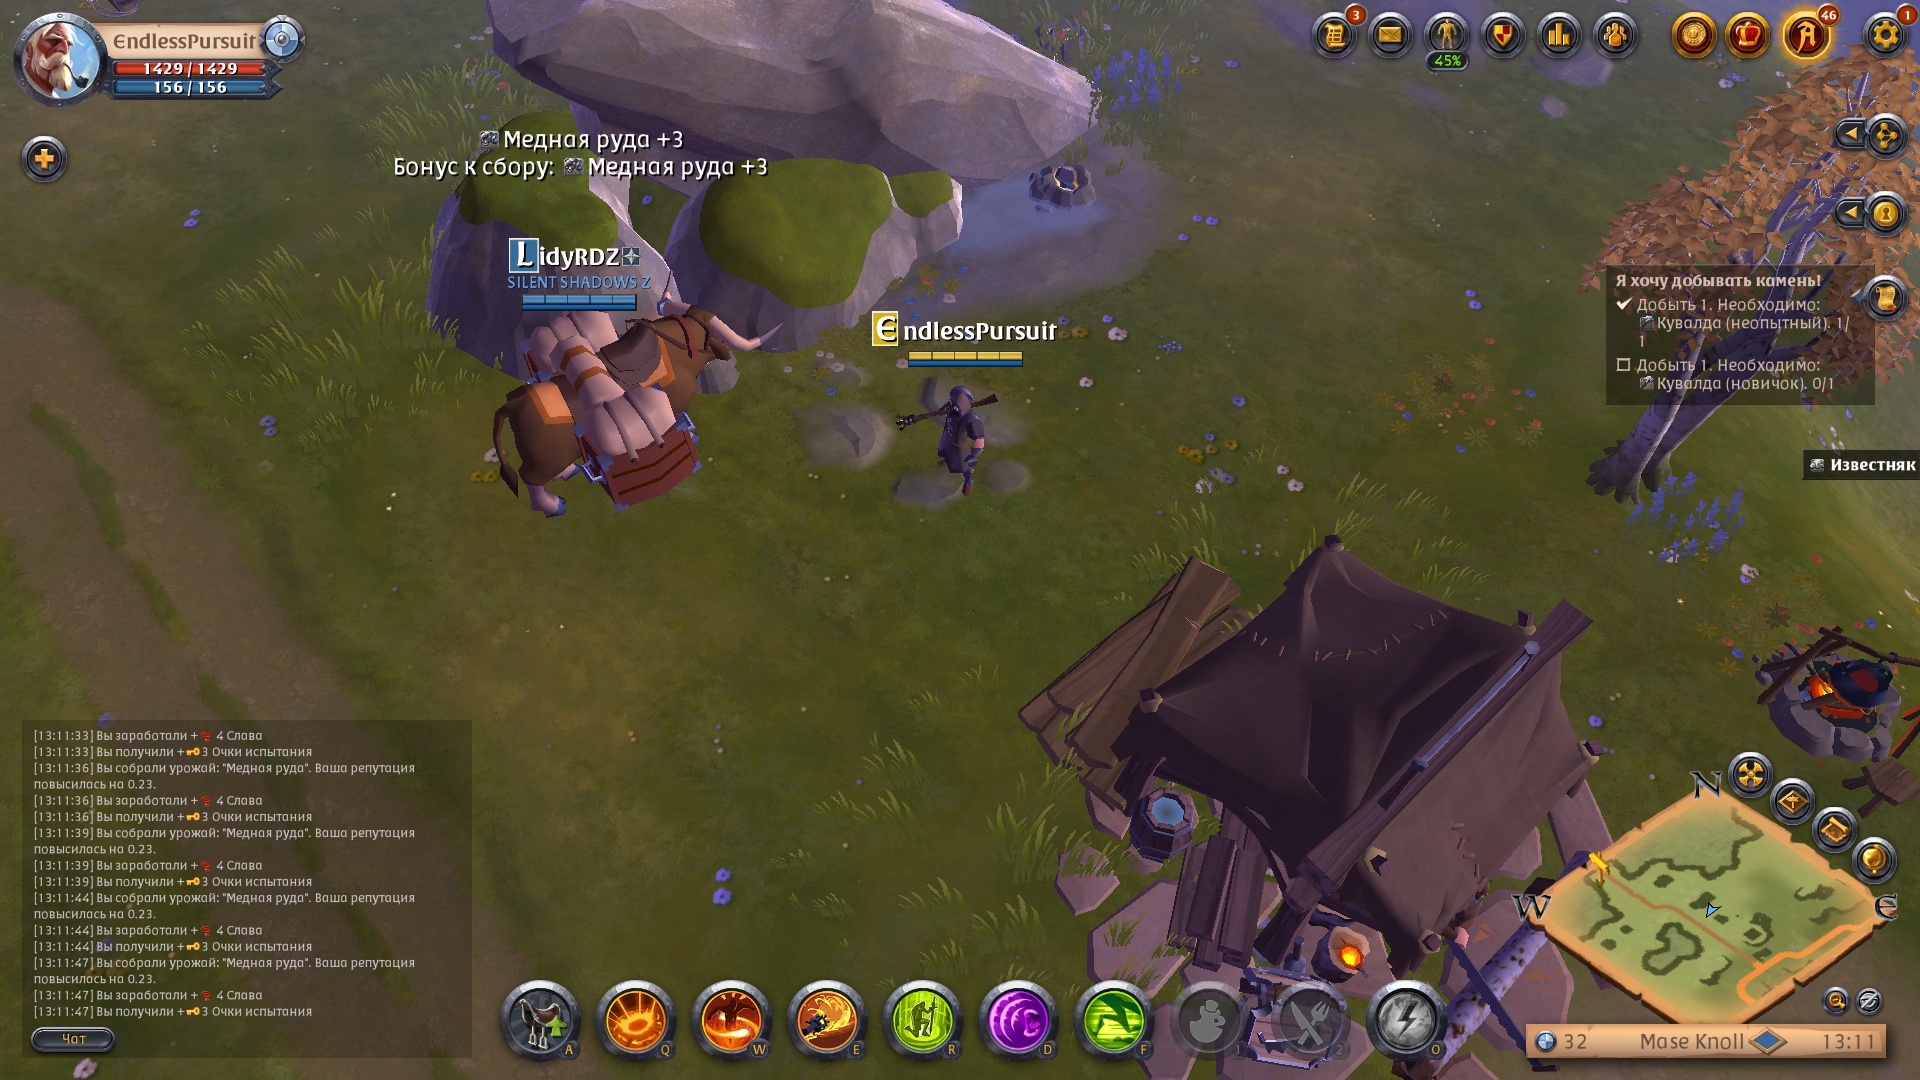 EndlessPursuit
1429 / 1429
156 / 156
3
45%
46
1
Медная руда +3
Бонус к сбору: Медная руда +3
LidyRDZ
SILENT SHADOWS Z
EndlessPursuit
Я хочу добывать камень!
Добыть 1. Необходимо:
Кувалда (неопытный). 1/
1
Добыть 1. Необходимо:
Кувалда (новичок). 0/1
Известняк
[13:11:33] Вы заработали + 4 Слава
[13:11:33] Вы получили + 3 Очки испытания
[13:11:36] Вы собрали урожай: "Медная руда". Ваша репутация
повысилась на 0.23.
[13:11:36] Вы заработали + 4 Слава
[13:11:36] Вы получили + 3 Очки испытания
[13:11:39] Вы собрали урожай: "Медная руда". Ваша репутация
повысилась на 0.23.
[13:11:39] Вы заработали + 4 Слава
[13:11:39] Вы получили + 3 Очки испытания
[13:11:44] Вы собрали урожай: "Медная руда". Ваша репутация
повысилась на 0.23.
[13:11:44] Вы заработали + 4 Слава
[13:11:44] Вы получили + 3 Очки испытания
[13:11:47] Вы собрали урожай: "Медная руда". Ваша репутация
повысилась на 0.23.
[13:11:47] Вы заработали + 4 Слава
[13:11:47] Вы получили + 3 Очки испытания
Чат
A
Q
W
E
R
D
F
1
2
O
N
W
E
32
Mase Knoll
13:11